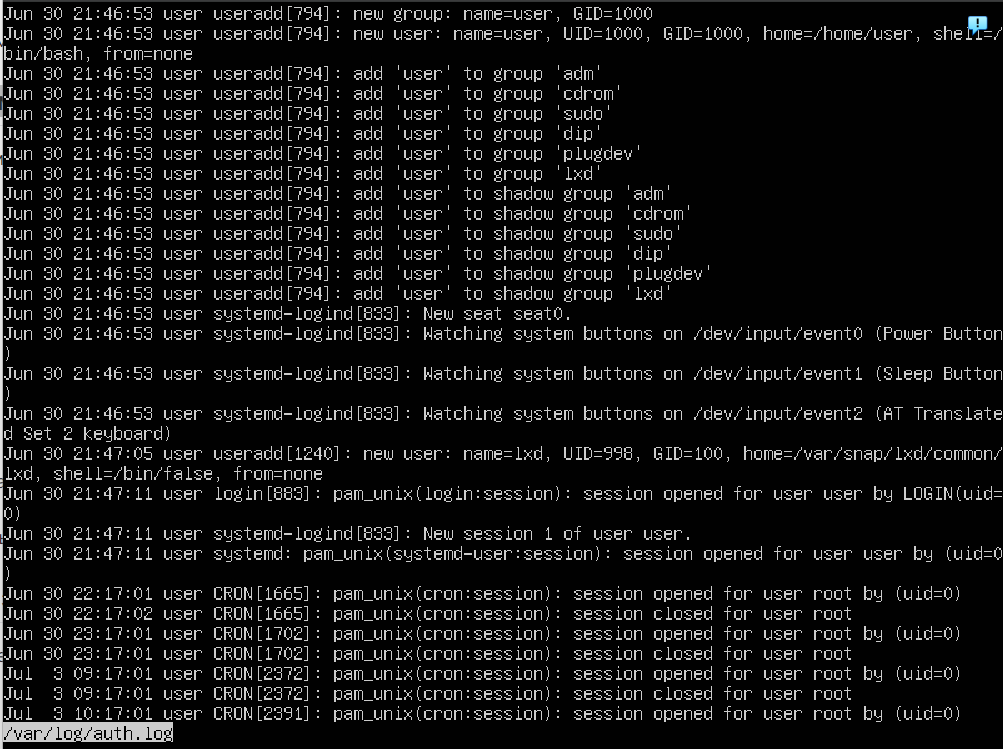 Jun 30 21:46:53 user useradd[794]: new group: name=user, GID=1000
Jun 30 21:46:53 user useradd[794]: new user: name=user, UID=1000, GID=1000, home=/home/user, shell=/
bin/bash, from=none
Jun 30 21:46:53 user useradd[794]: add 'user' to group 'adm'
Jun 30 21:46:53 user useradd[794]: add 'user' to group 'cdrom'
Jun 30 21:46:53 user useradd[794]: add 'user' to group 'sudo'
Jun 30 21:46:53 user useradd[794]: add 'user' to group 'dip'
Jun 30 21:46:53 user useradd[794]: add 'user' to group 'plugdev'
Jun 30 21:46:53 user useradd[794]: add 'user' to group 'lxd'
Jun 30 21:46:53 user useradd[794]: add 'user' to shadow group 'adm'
Jun 30 21:46:53 user useradd[794]: add 'user' to shadow group 'cdrom'
Jun 30 21:46:53 user useradd[794]: add 'user' to shadow group 'sudo'
Jun 30 21:46:53 user useradd[794]: add 'user' to shadow group 'dip'
Jun 30 21:46:53 user useradd[794]: add 'user' to shadow group 'plugdev'
Jun 30 21:46:53 user useradd[794]: add 'user' to shadow group 'lxd'
Jun 30 21:46:53 user systemd-logind[833]: New seat seat0.
Jun 30 21:46:53 user systemd-logind[833]: Watching system buttons on /dev/input/event0 (Power Button
)
Jun 30 21:46:53 user systemd-logind[833]: Watching system buttons on /dev/input/event1 (Sleep Button
)
Jun 30 21:46:53 user systemd-logind[833]: Watching system buttons on /dev/input/event2 (AT Translate
d Set 2 keyboard)
Jun 30 21:47:05 user useradd[1240]: new user: name=lxd, UID=998, GID=100, home=/var/snap/lxd/common/
lxd, shell=/bin/false, from=none
Jun 30 21:47:11 user login[883]: pam_unix(login:session): session opened for user user by LOGIN(uid=
0)
Jun 30 21:47:11 user systemd-logind[833]: New session 1 of user user.
Jun 30 21:47:11 user systemd: pam_unix(systemd-user:session): session opened for user user by (uid=0
)
Jun 30 22:17:01 user CRON[1665]: pam_unix(cron:session): session opened for user root by (uid=0)
Jun 30 22:17:02 user CRON[1665]: pam_unix(cron:session): session closed for user root
Jun 30 23:17:01 user CRON[1702]: pam_unix(cron:session): session opened for user root by (uid=0)
Jun 30 23:17:01 user CRON[1702]: pam_unix(cron:session): session closed for user root
Jul  3 09:17:01 user CRON[2372]: pam_unix(cron:session): session opened for user root by (uid=0)
Jul  3 09:17:01 user CRON[2372]: pam_unix(cron:session): session closed for user root
Jul  3 10:17:01 user CRON[2391]: pam_unix(cron:session): session opened for user root by (uid=0)
/var/log/auth.log